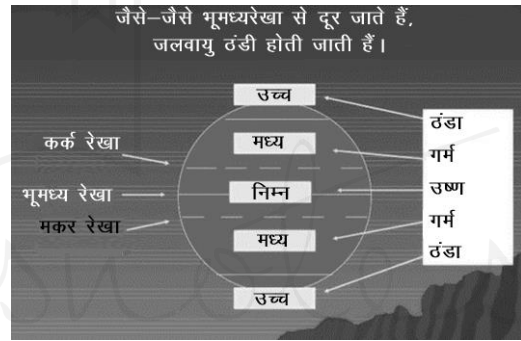 जैसे–जैसे भूमध्यरेखा से दूर जाते हैं,
जलवायु ठंडी होती जाती हैं।
उच्च
ठंडा
कर्क रेखा
मध्य
गर्म
भूमध्य रेखा
निम्न
उष्ण
मकर रेखा
मध्य
गर्म
ठंडा
उच्च